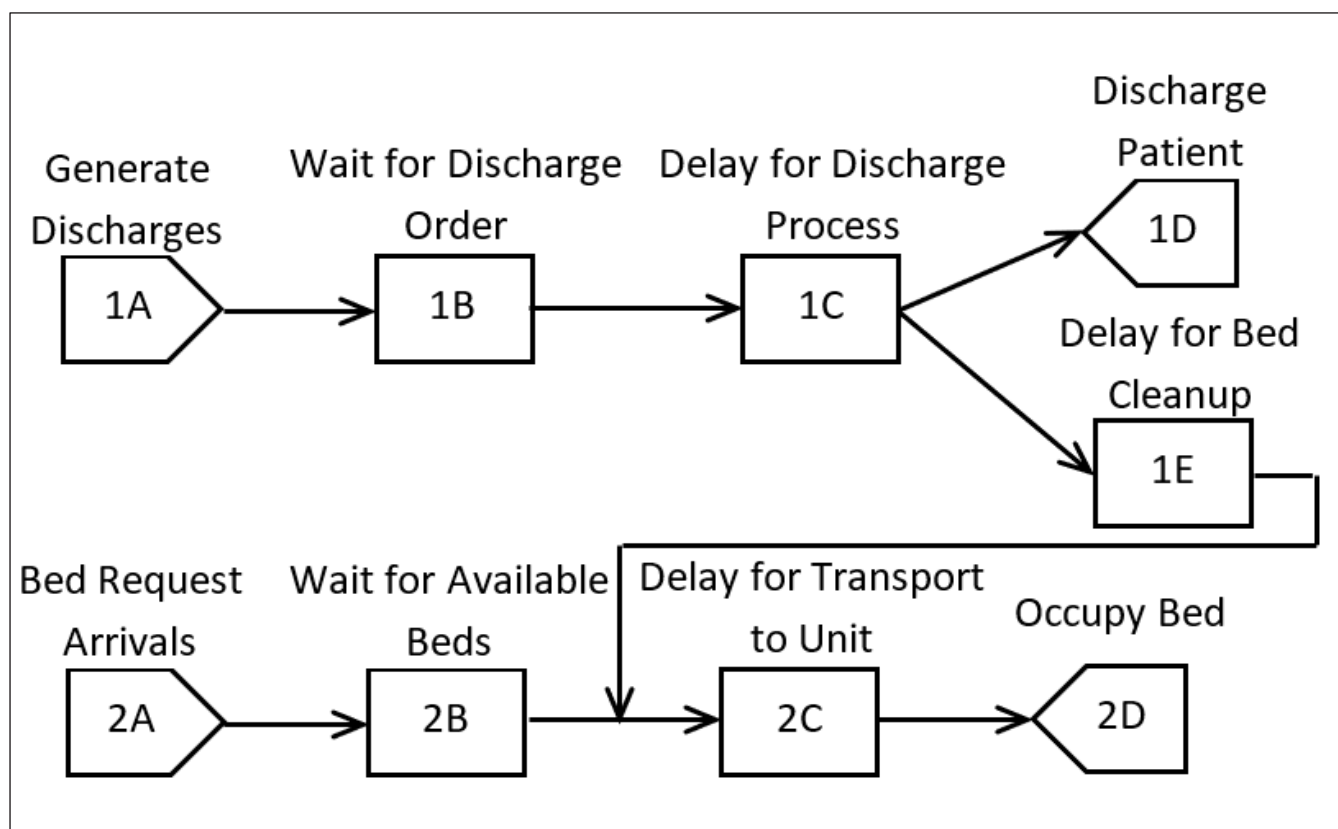 Generate
Discharges
1A
Wait for Discharge
Order
1B
Delay for Discharge
Process
1C
Discharge
Patient
1D
Delay for Bed
Cleanup
1E
Bed Request
Arrivals
2A
Wait for Available
Beds
2B
Delay for Transport
to Unit
2C
Occupy Bed
2D